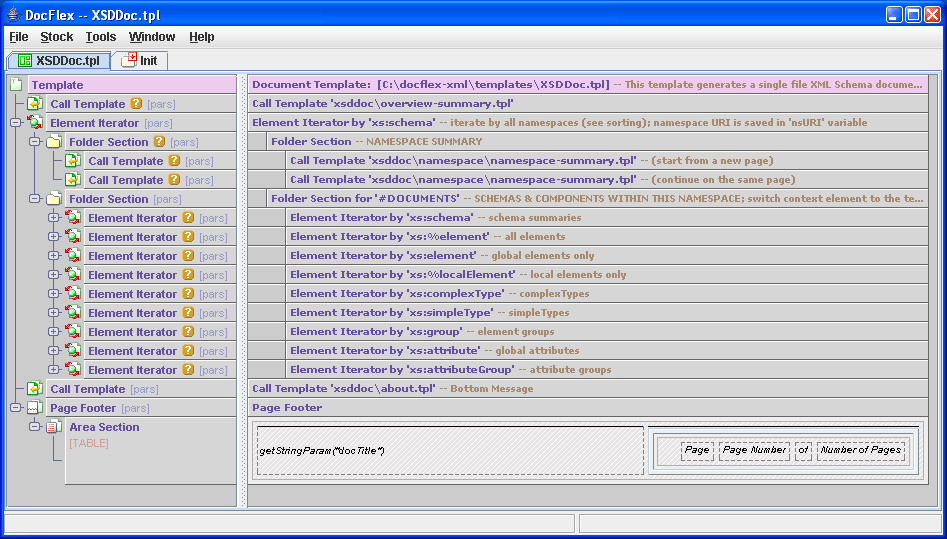 DocFlex -- XSDDoc.tpl
File Stock Tools Window Help
XSDDoc.tpl Init
Template Document Template: [C:\docflex-xml\templates\XSDDoc.tpl] -- This template generates a single file XML Schema docume...
Call Template ? [pars] Call Template 'xsddoc\overview-summary.tpl'
Element Iterator Element Iterator by 'xs:schema' -- iterate by all namespaces (see sorting); namespace URI is saved in 'nsURI' variable
Folder Section ? [pars] Folder Section -- NAMESPACE SUMMARY
Call Template ? [pars] Call Template 'xsddoc\namespace\namespace-summary.tpl' -- (start from a new page)
Call Template ? [pars] Call Template 'xsddoc\namespace\namespace-summary.tpl' -- (continue on the same page)
Folder Section [pars] Folder Section for '#DOCUMENTS' -- SCHEMAS & COMPONENTS WITHIN THIS NAMESPACE; switch context element to the te...
Element Iterator ? [pars] Element Iterator by 'xs:schema' -- schema summaries
Element Iterator ? [pars] Element Iterator by 'xs:%element' -- all elements
Element Iterator ? [pars] Element Iterator by 'xs:element' -- global elements only
Element Iterator ? [pars] Element Iterator by 'xs:%localElement' -- local elements only
Element Iterator ? [pars] Element Iterator by 'xs:complexType' -- complexTypes
Element Iterator ? [pars] Element Iterator by 'xs:simpleType' -- simpleTypes
Element Iterator ? [pars] Element Iterator by 'xs:group' -- element groups
Element Iterator ? [pars] Element Iterator by 'xs:attribute' -- global attributes
Element Iterator ? [pars] Element Iterator by 'xs:attributeGroup' -- attribute groups
Call Template [pars] Call Template 'xsddoc\about.tpl' -- Bottom Message
Page Footer [pars] Page Footer
Area Section
[TABLE]
getStringParam("docTitle") Page Page Number of Number of Pages